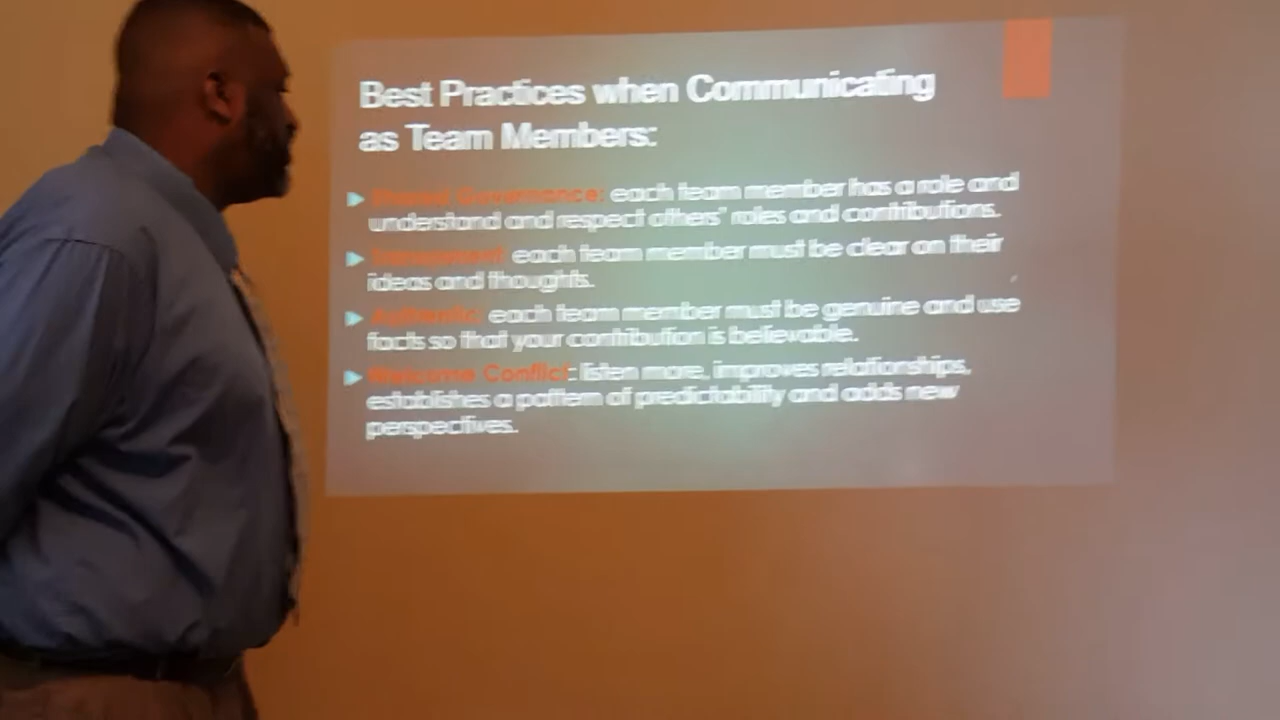 Best Practices when Communicating
as Team Members:
Shared Governance: each team member has a role and
understand and respect others' roles and contributions.
Transparent: each team member must be clear on their
ideas and thoughts.
Authentic: each team member must be genuine and use
facts so that your contribution is believable.
Welcome Conflict: listen more, improves relationships,
establishes a pattern of predictability and adds new
perspectives.